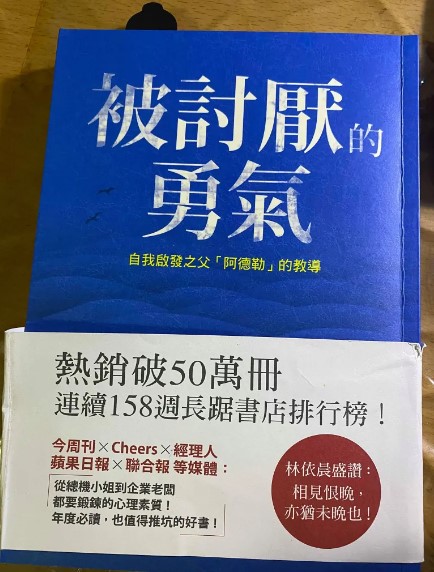 被討厭的
勇氣
自我啟發之父「阿德勒」的教導
熱銷破50萬冊
連續158週長踞書店排行榜!
今周刊×Cheers×經理人
蘋果日報×聯合報 等媒體:
從總機小姐到企業老闆
都要鍛鍊的心理素質!
年度必讀,也值得推坑的好書!
林依晨盛讚:
相見恨晚,
亦猶未晚也!